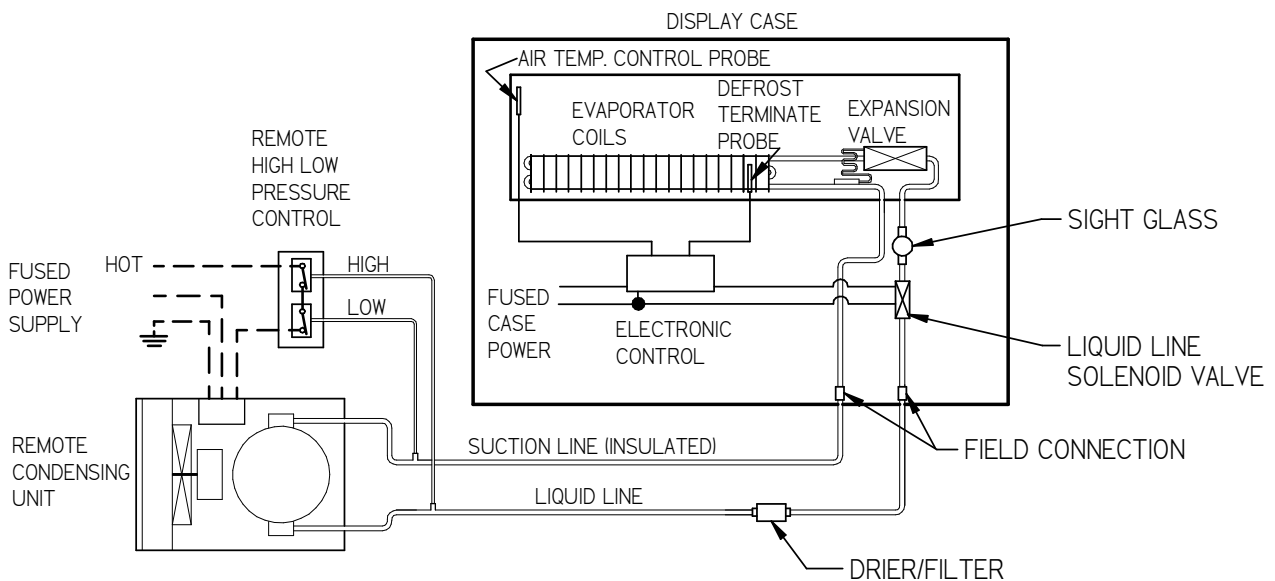 DISPLAY CASE
AIR TEMP. CONTROL PROBE
DEFROST
TERMINATE
PROBE
EVAPORATOR
COILS
EXPANSION
VALVE
REMOTE
HIGH LOW
PRESSURE
CONTROL
SIGHT GLASS
FUSED
POWER
SUPPLY
HOT
HIGH
LOW
FUSED
CASE
POWER
ELECTRONIC
CONTROL
LIQUID LINE
SOLENOID VALVE
REMOTE
CONDENSING
UNIT
SUCTION LINE (INSULATED)
FIELD CONNECTION
LIQUID LINE
DRIER/FILTER